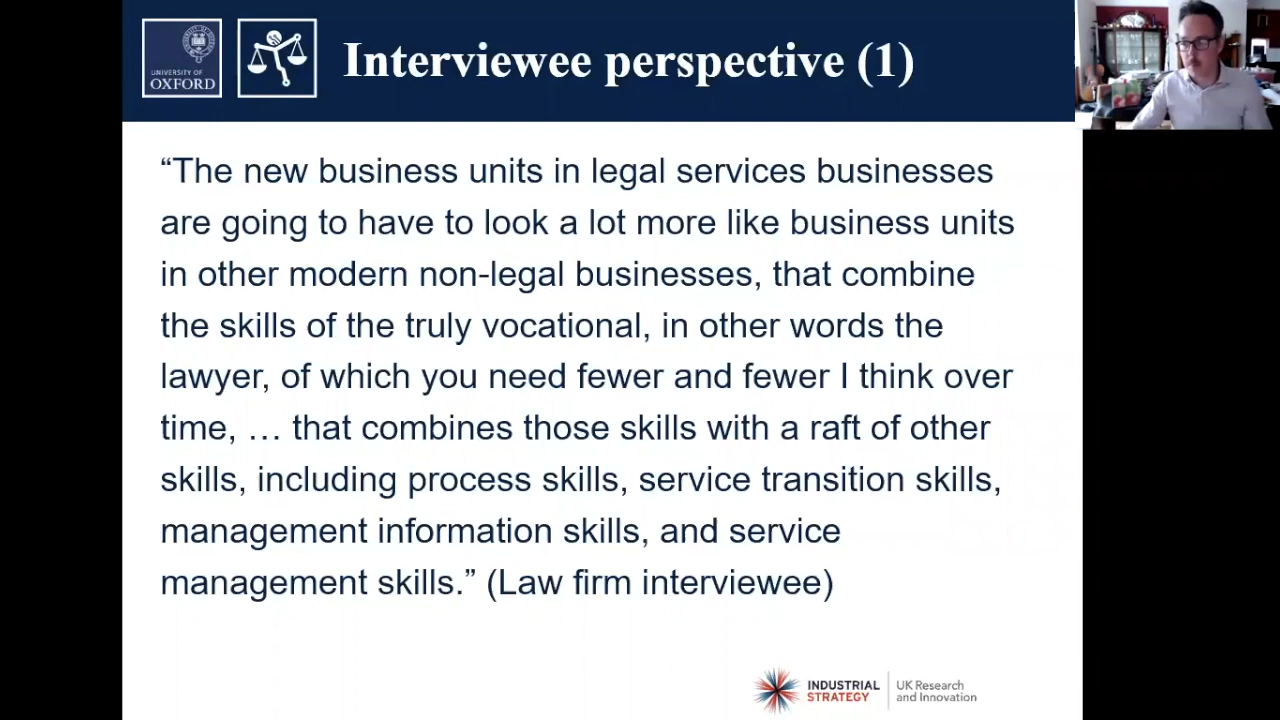 UNIVERSITY OF
OXFORD
Interviewee perspective (1)
“The new business units in legal services businesses
are going to have to look a lot more like business units
in other modern non-legal businesses, that combine
the skills of the truly vocational, in other words the
lawyer, of which you need fewer and fewer I think over
time, … that combines those skills with a raft of other
skills, including process skills, service transition skills,
management information skills, and service
management skills.” (Law firm interviewee)
INDUSTRIAL
STRATEGY
UK Research
and Innovation